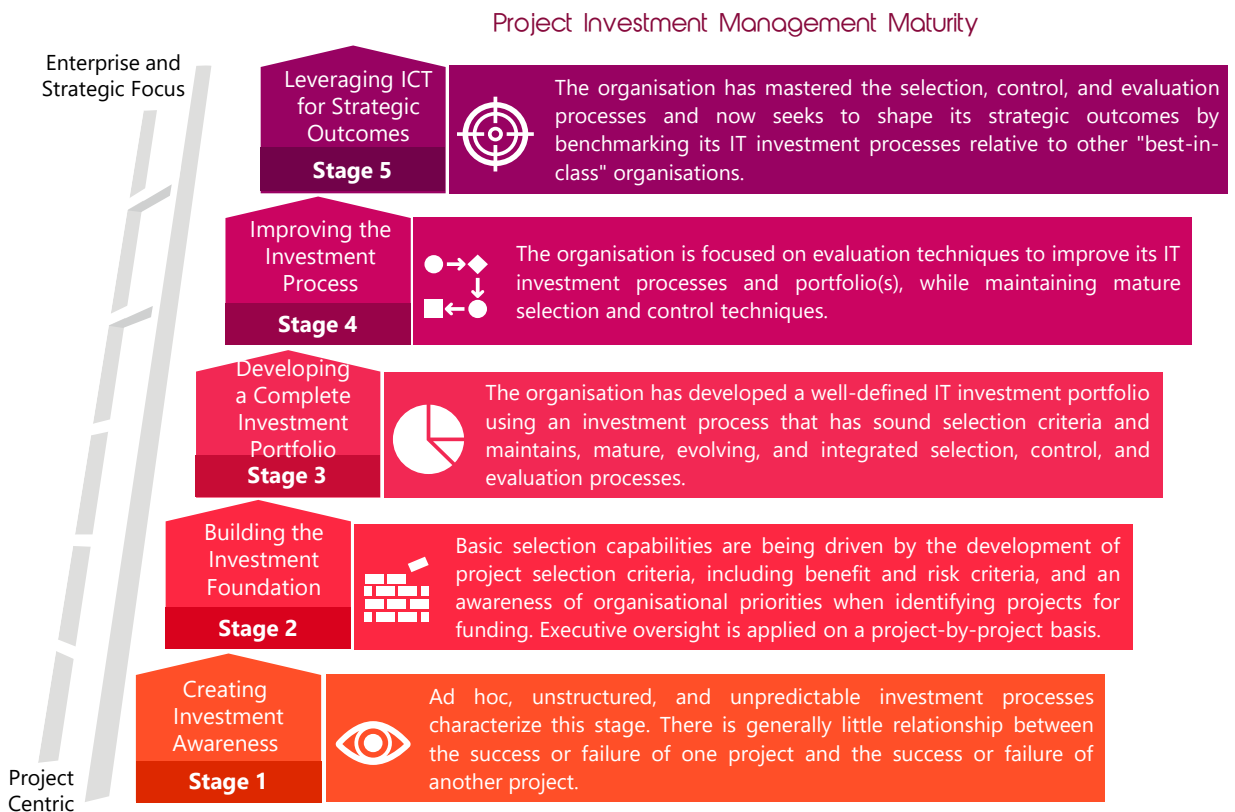 Project Investment Management Maturity
Enterprise and
Strategic Focus
Leveraging ICT
for Strategic
Outcomes
Stage 5
The organisation has mastered the selection, control, and evaluation
processes and now seeks to shape its strategic outcomes by
benchmarking its IT investment processes relative to other "best-in-
class" organisations.
Improving the
Investment
Process
Stage 4
The organisation is focused on evaluation techniques to improve its IT
investment processes and portfolio(s), while maintaining mature
selection and control techniques.
Developing
a Complete
Investment
Portfolio
Stage 3
The organisation has developed a well-defined IT investment portfolio
using an investment process that has sound selection criteria and
maintains, mature, evolving, and integrated selection, control, and
evaluation processes.
Building the
Investment
Foundation
Stage 2
Basic selection capabilities are being driven by the development of
project selection criteria, including benefit and risk criteria, and an
awareness of organisational priorities when identifying projects for
funding. Executive oversight is applied on a project-by-project basis.
Creating
Investment
Awareness
Stage 1
Ad hoc, unstructured, and unpredictable investment processes
characterize this stage. There is generally little relationship between
the success or failure of one project and the success or failure of
another project.
Project
Centric